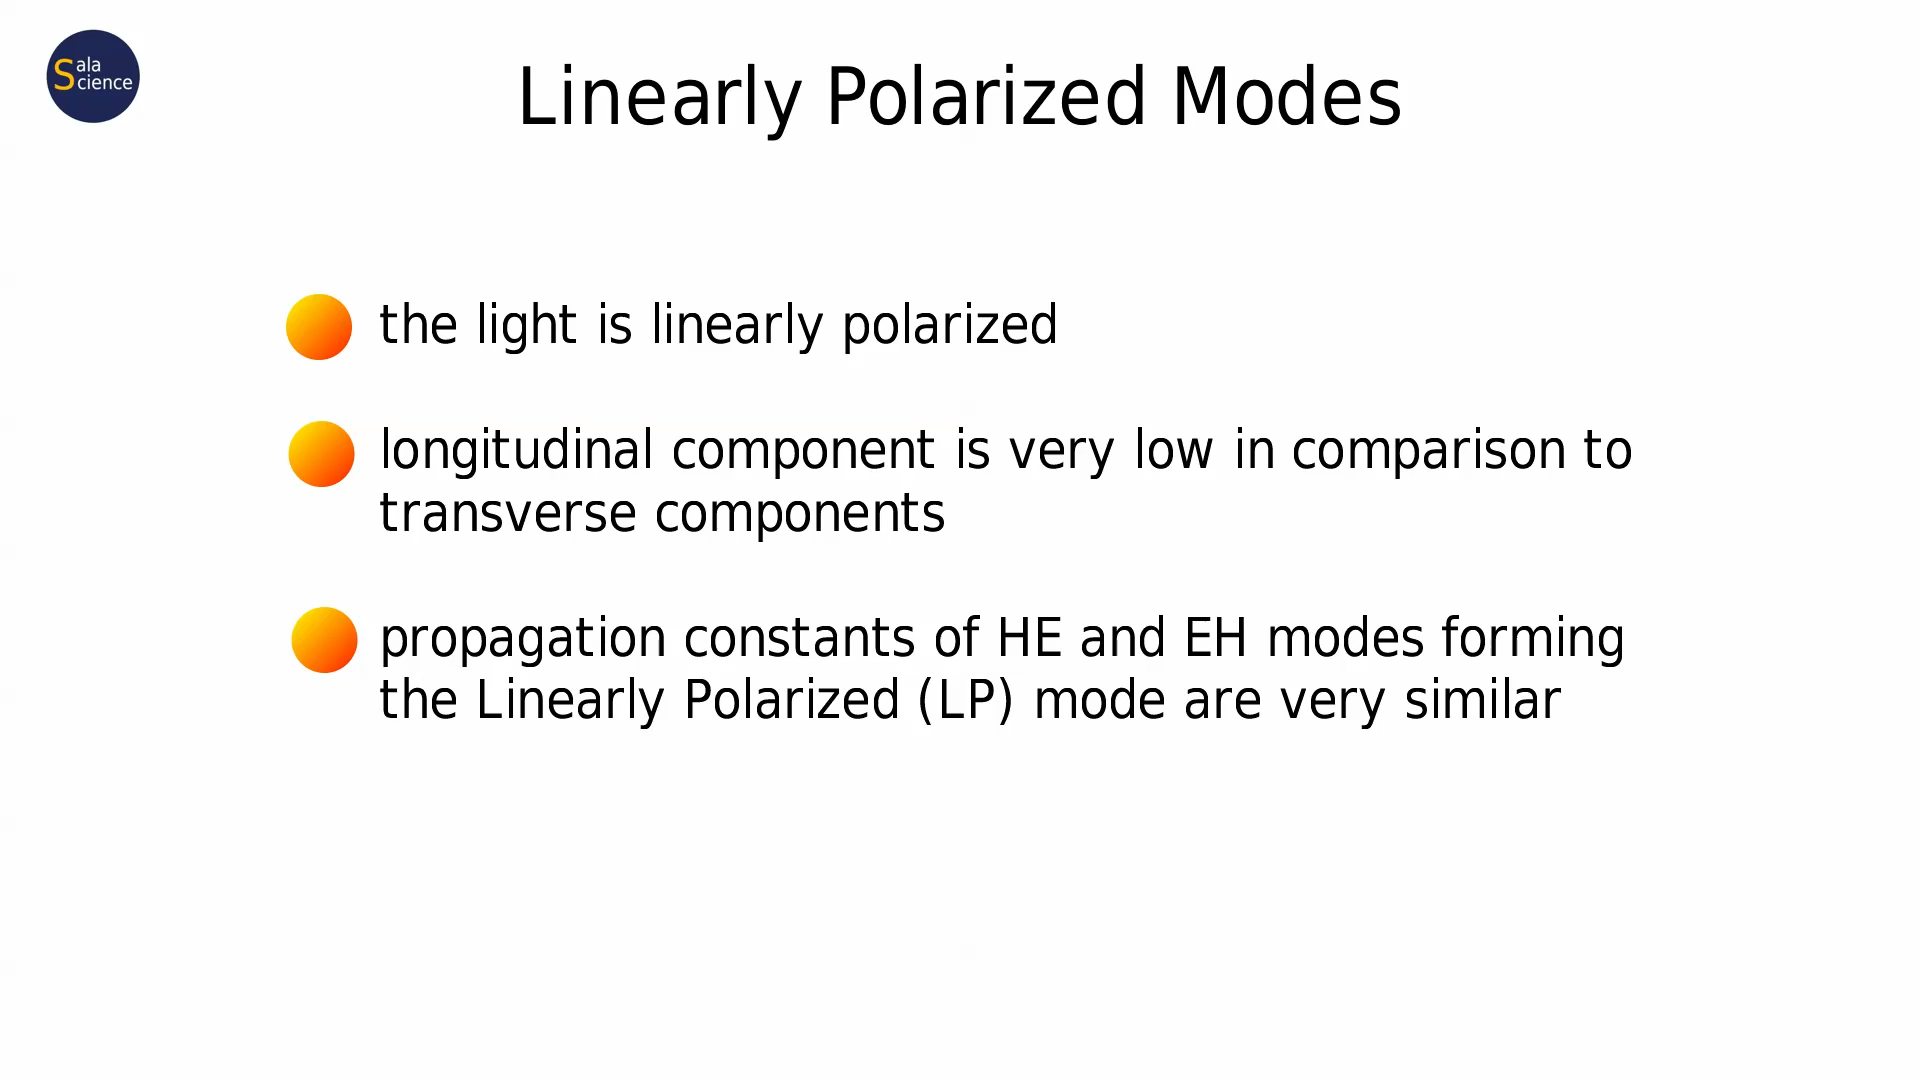 Sala
Science
Linearly Polarized Modes
the light is linearly polarized
longitudinal component is very low in comparison to
transverse components
propagation constants of HE and EH modes forming
the Linearly Polarized (LP) mode are very similar